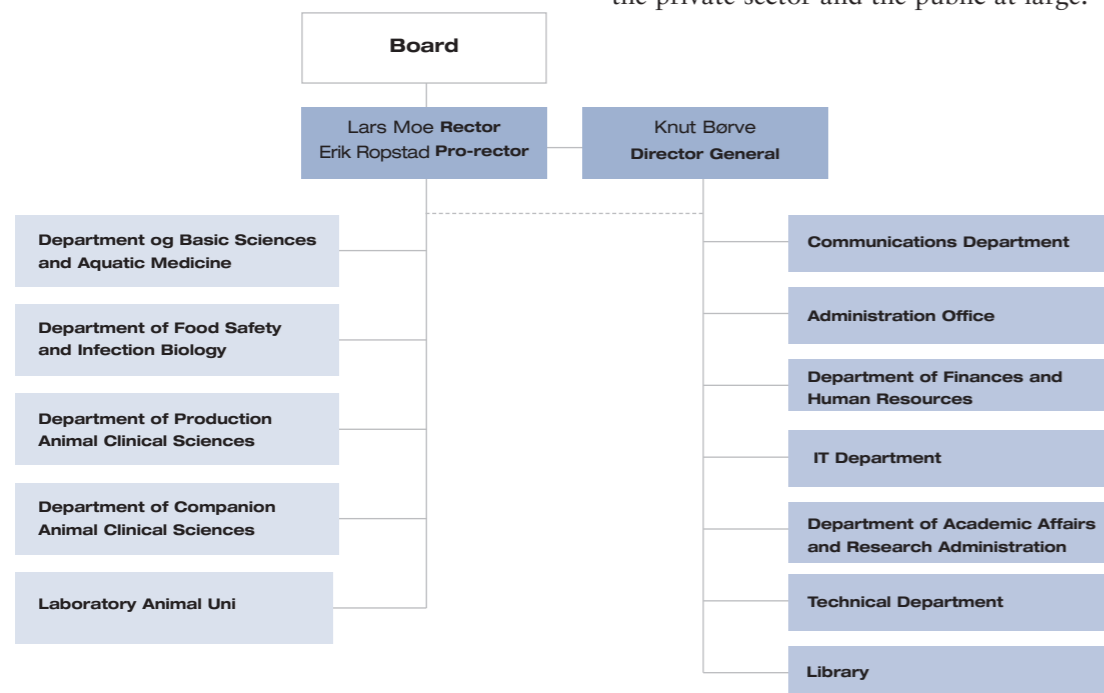 the private sector and the public at large.
Board
Lars Moe Rector
Erik Ropstad Pro-rector
Knut Børve
Director General
Department og Basic Sciences
and Aquatic Medicine
Department of Food Safety
and Infection Biology
Department of Production
Animal Clinical Sciences
Department of Companion
Animal Clinical Sciences
Laboratory Animal Uni
Communications Department
Administration Office
Department of Finances and
Human Resources
IT Department
Department of Academic Affairs
and Research Administration
Technical Department
Library